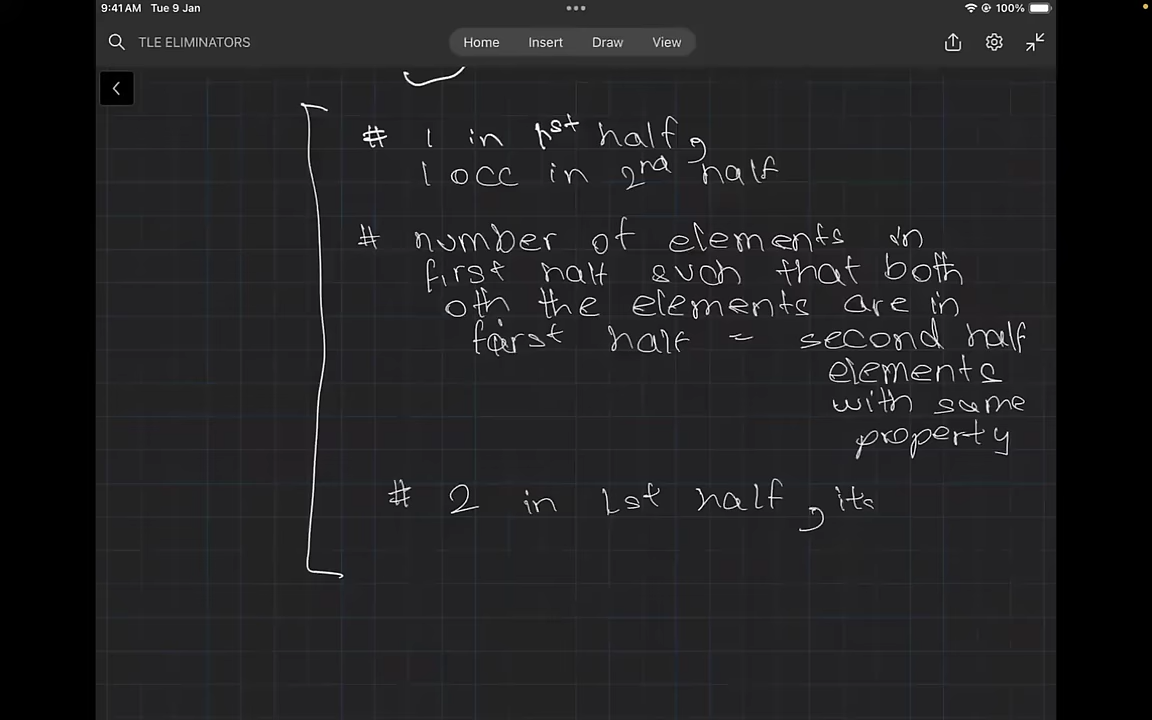 9:41 AM Tue 9 Jan
100%
TLE ELIMINATORS
Home Insert Draw View
# 1 in 1st half,
1 occ in 2nd half
# number of elements in
first half such that both
oth the elements are in
first half = second half
elements
with same
property
# 2 in 1st half, its